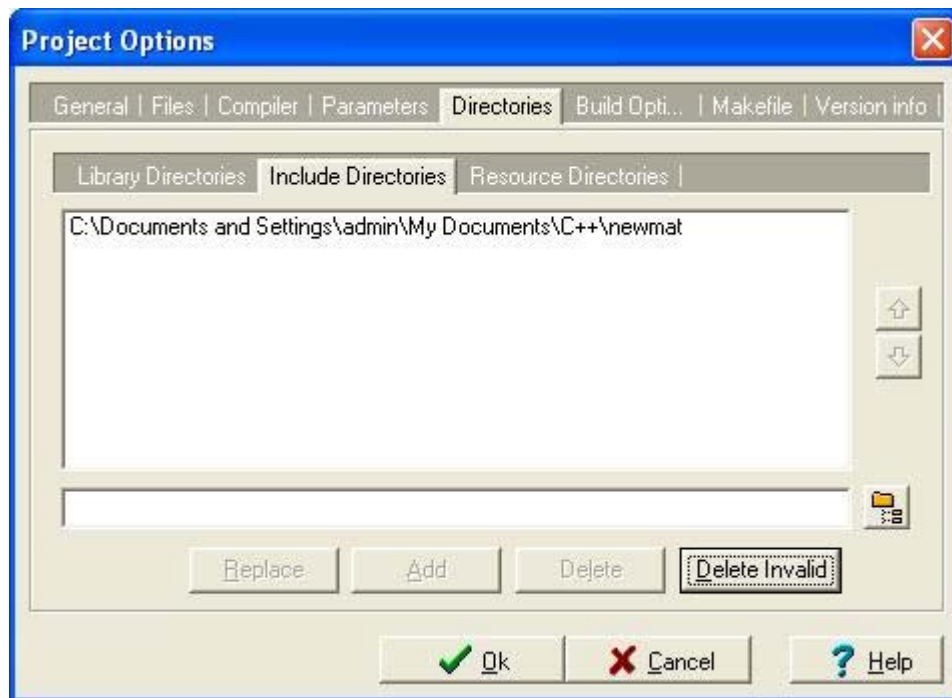 Project Options
General | Files | Compiler | Parameters Directories Build Opti... | Makefile | Version info |
Library Directories Include Directories Resource Directories |
C:\Documents and Settings\admin\My Documents\C++\newmat
Replace Add Delete Delete Invalid
Ok Cancel ? Help